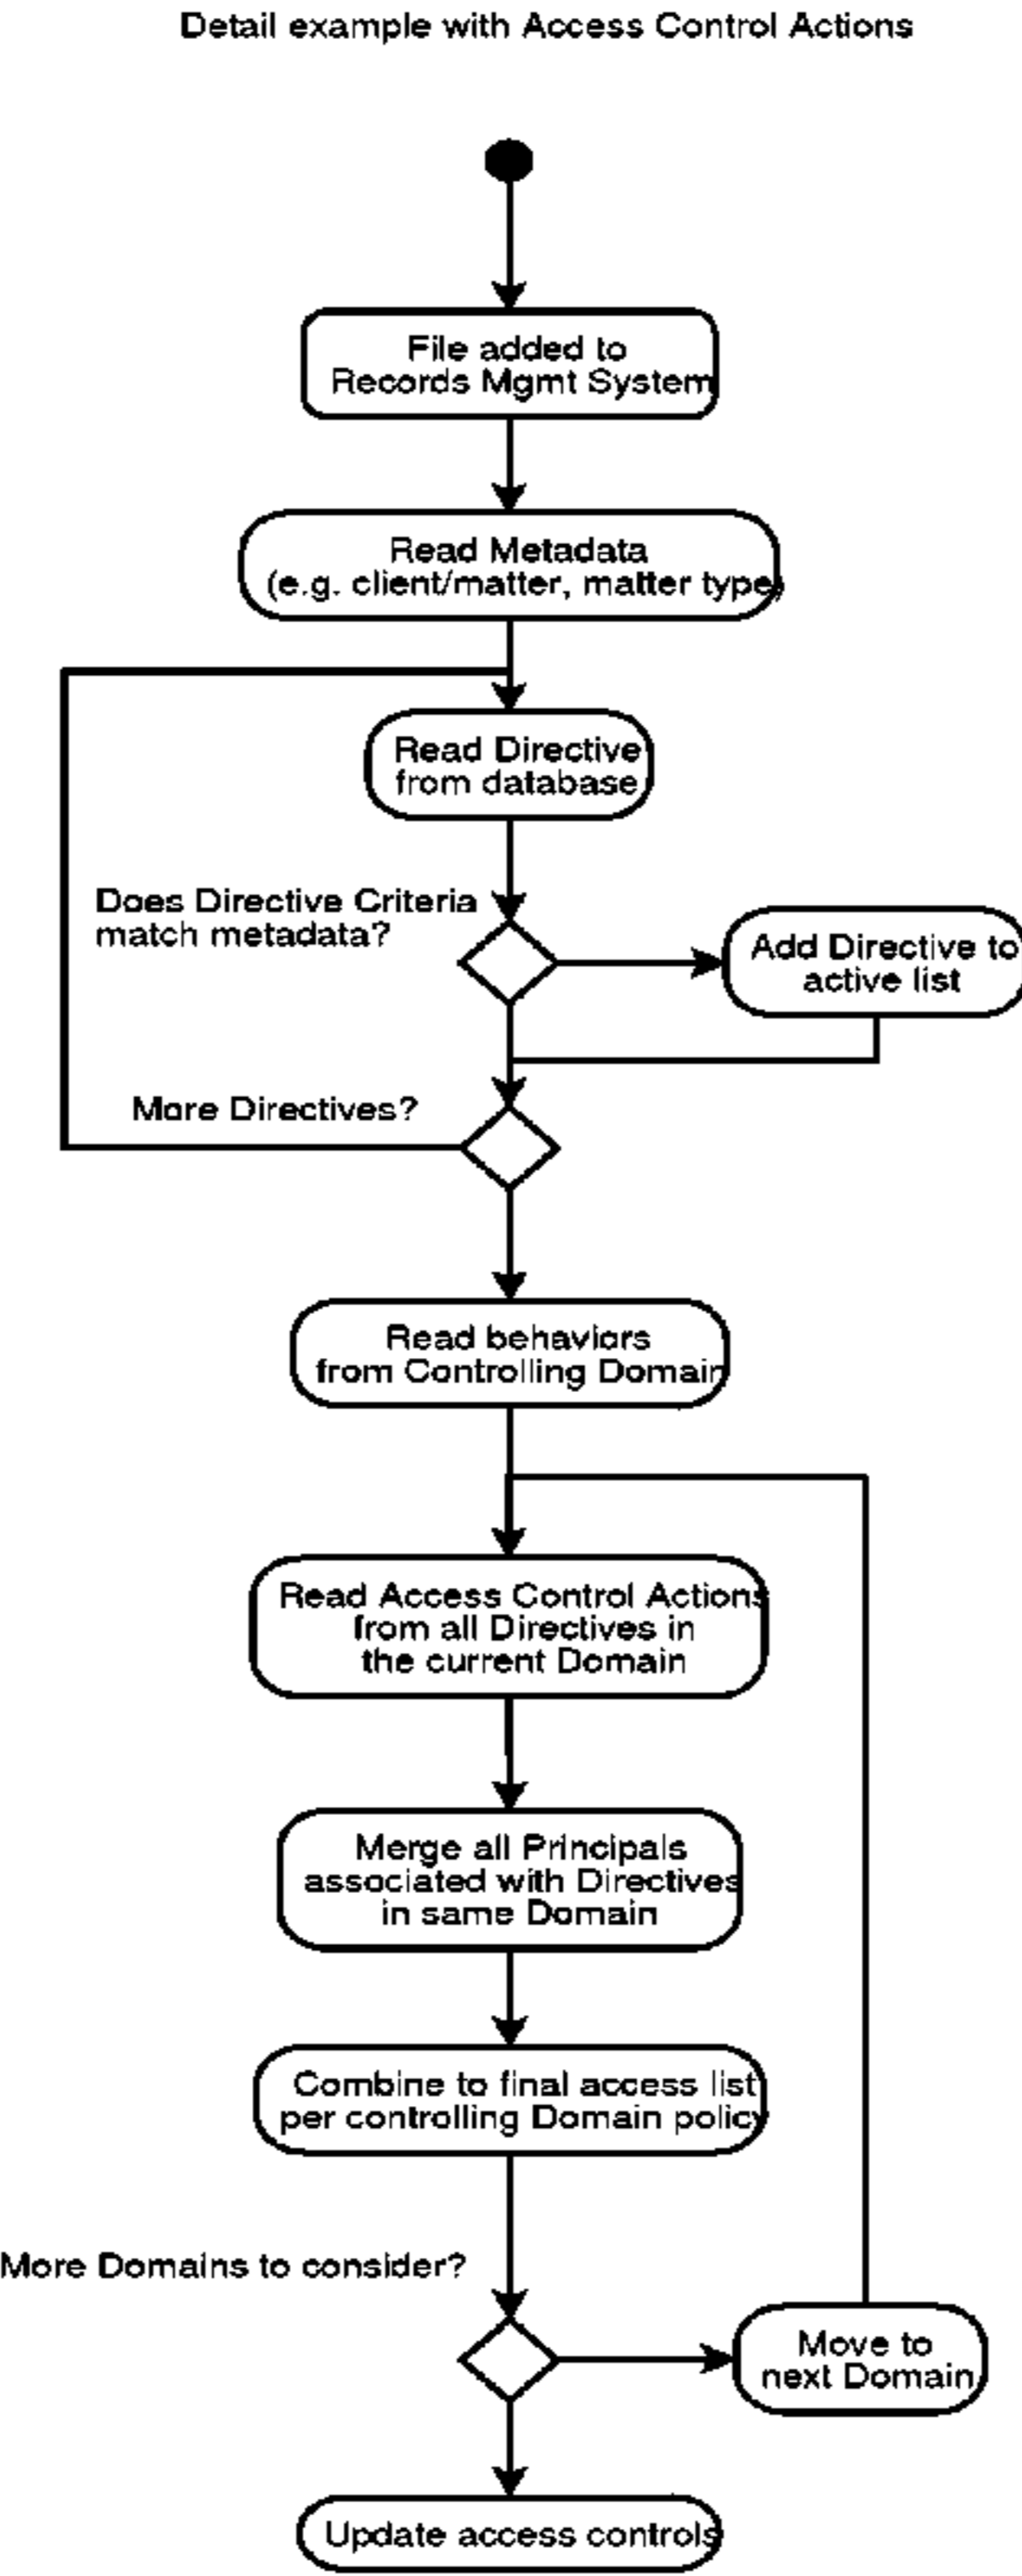 Detail example with Access Control Actions
File added to
Records Mgmt System
Read Metadata
(e.g. client/matter, matter type)
Read Directive
from database
Does Directive Criteria
match metadata?
Add Directive to
active list
More Directives?
Read behaviors
from Controlling Domain
Read Access Control Actions
from all Directives in
the current Domain
Merge all Principals
associated with Directives
in same Domain
Combine to final access list
per controlling Domain policy
More Domains to consider?
Move to
next Domain
Update access controls